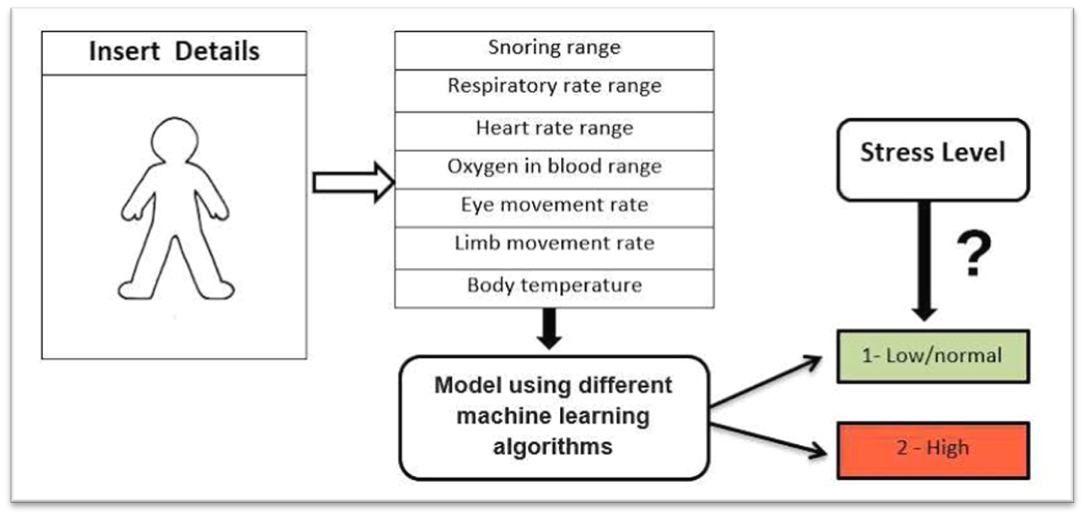 Insert Details
Snoring range
Respiratory rate range
Heart rate range
Oxygen in blood range
Eye movement rate
Limb movement rate
Body temperature
Model using different
machine learning
algorithms
Stress Level
?
1- Low/normal
2 - High